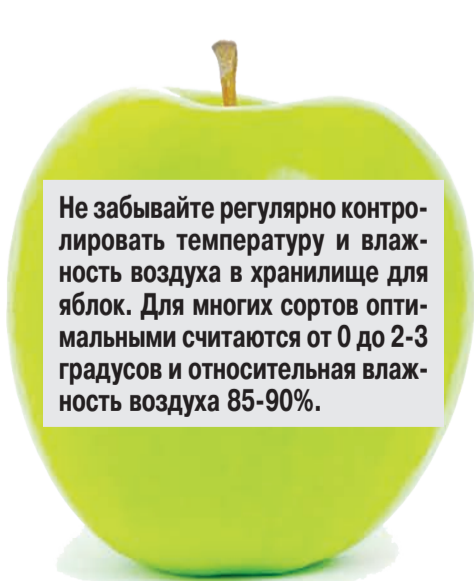 Не забывайте регулярно контро-
лировать температуру и влаж-
ность воздуха в хранилище для
яблок. Для многих сортов опти-
мальными считаются от 0 до 2-3
градусов и относительная влаж-
ность воздуха 85-90%.